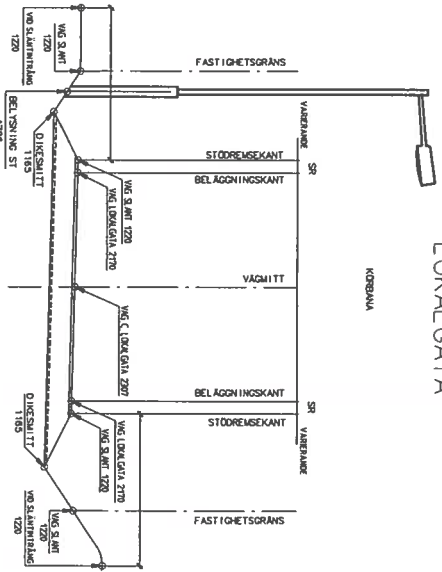 LOKALGATA
KÖRBANA
VARIERANDE
SR
SR
VARIERANDE
FASTIGHETSGRÄNS
STÖDREMSEKANT
BELÄGGNINGSKANT
VÄGMITT
BELÄGGNINGSKANT
STÖDREMSEKANT
FASTIGHETSGRÄNS
VID SLÄNTINTRÄNG
1220
VÄG SLÄNT
1220
BELYSNING ST
DIKESMITT
1165
VÄG SLÄNT 1220
VÄG LOKALGATA 2170
VÄG C LOKALGATA 2307
VÄG LOKALGATA 2170
VÄG SLÄNT 1220
DIKESMITT
1165
VÄG SLÄNT
1220
VID SLÄNTINTRÄNG
1220